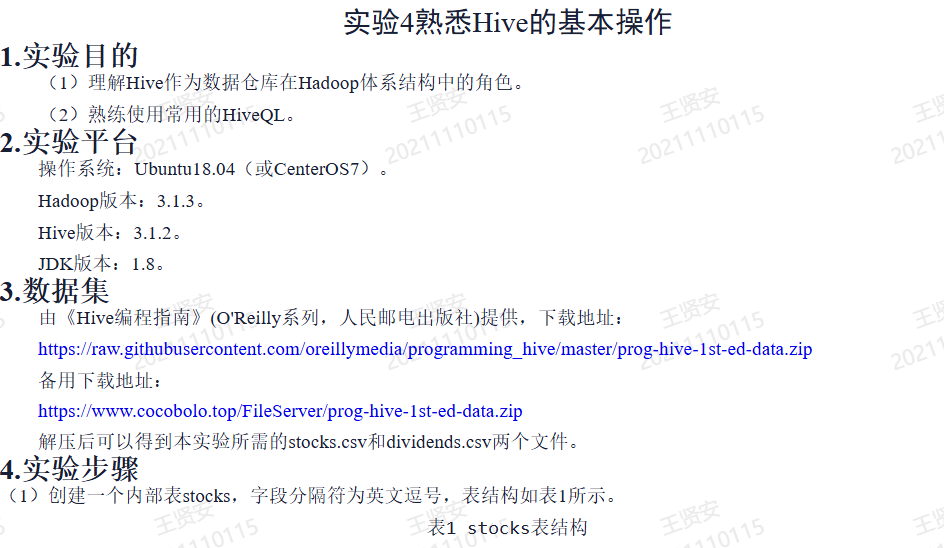 实验4熟悉Hive的基本操作
1.实验目的
（1）理解Hive作为数据仓库在Hadoop体系结构中的角色。
（2）熟练使用常用的HiveQL。
2.实验平台
操作系统：Ubuntu18.04（或CenterOS7）。
Hadoop版本：3.1.3。
Hive版本：3.1.2。
JDK版本：1.8。
3.数据集
由《Hive编程指南》(O'Reilly系列，人民邮电出版社)提供，下载地址：
https://raw.githubusercontent.com/oreillymedia/programming_hive/master/prog-hive-1st-ed-data.zip
备用下载地址：
https://www.cocobolo.top/FileServer/prog-hive-1st-ed-data.zip
解压后可以得到本实验所需的stocks.csv和dividends.csv两个文件。
4.实验步骤
（1）创建一个内部表stocks，字段分隔符为英文逗号，表结构如表1所示。
表1 stocks表结构
王贤安
2021110115